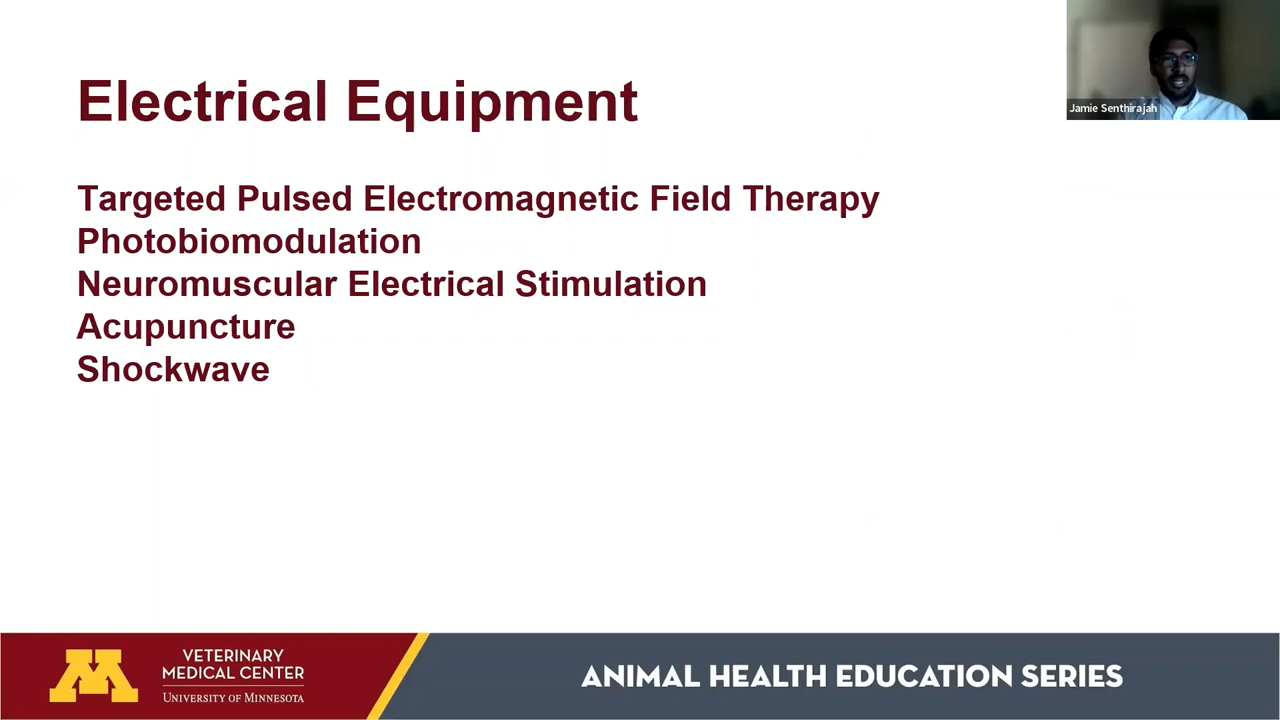 Electrical Equipment
Jamie Senthirajah
Targeted Pulsed Electromagnetic Field Therapy
Photobiomodulation
Neuromuscular Electrical Stimulation
Acupuncture
Shockwave
M
VETERINARY
MEDICAL CENTER
UNIVERSITY OF MINNESOTA
ANIMAL HEALTH EDUCATION SERIES